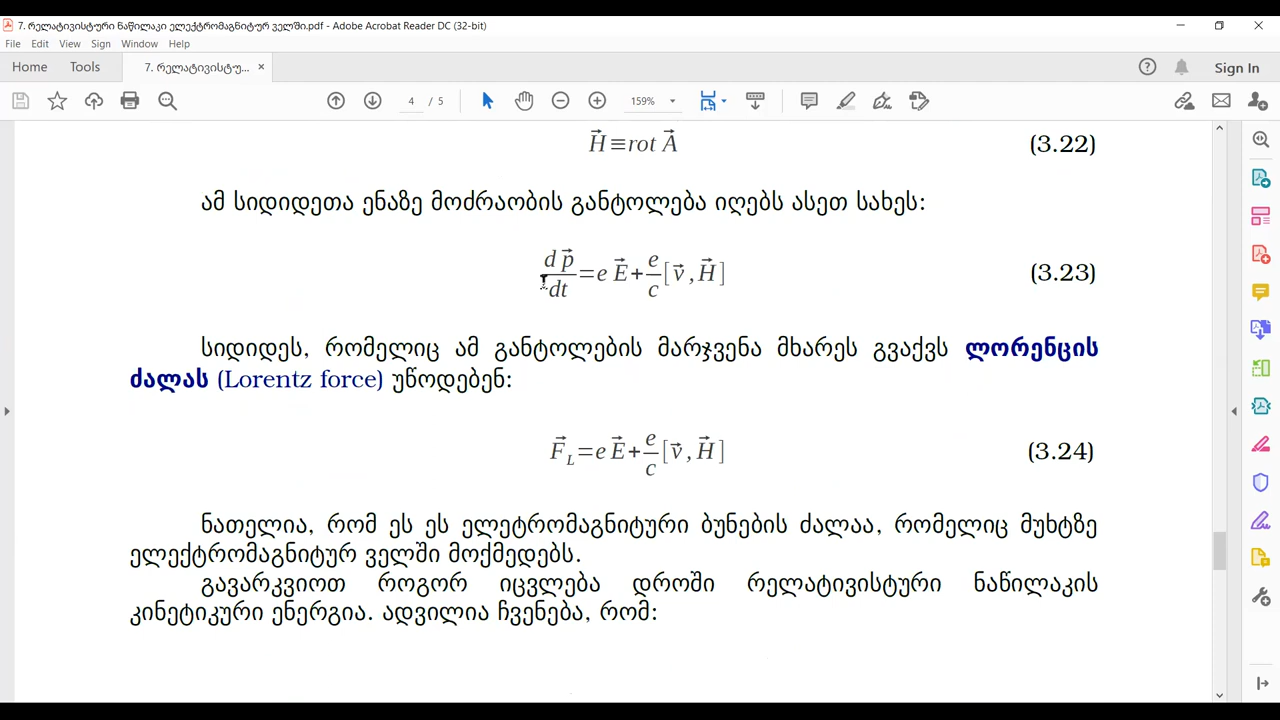 7. რელატივისტური ნაწილაკი ელექტრომაგნიტურ ველში.pdf - Adobe Acrobat Reader DC (32-bit)
File Edit View Sign Window Help
Home Tools 7. რელატივისტუ... × Sign In
4 / 5 159%
H⃗ ≡ rot A⃗ (3.22)
ამ სიდიდეთა ენაზე მოძრაობის განტოლება იღებს ასეთ სახეს:
d p⃗ / dt = e E⃗ + e/c [ v⃗ , H⃗ ] (3.23)
სიდიდეს, რომელიც ამ განტოლების მარჯვენა მხარეს გვაქვს ლორენცის
ძალას (Lorentz force) უწოდებენ:
F⃗_L = e E⃗ + e/c [ v⃗ , H⃗ ] (3.24)
ნათელია, რომ ეს ეს ელეტრომაგნიტური ბუნების ძალაა, რომელიც მუხტზე
ელექტრომაგნიტურ ველში მოქმედებს.
გავარკვიოთ როგორ იცვლება დროში რელატივისტური ნაწილაკის
კინეტიკური ენერგია. ადვილია ჩვენება, რომ: